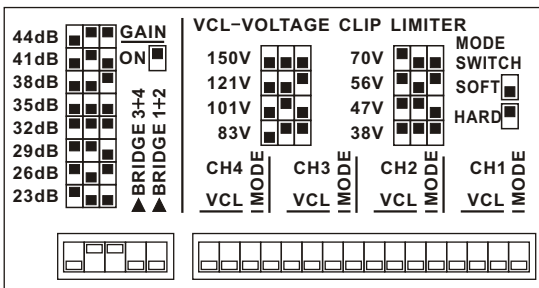 GAIN
44dB
41dB
38dB
35dB
32dB
29dB
26dB
23dB
ON
▲BRIDGE 3+4
▲BRIDGE 1+2
VCL-VOLTAGE CLIP LIMITER
150V
121V
101V
83V
70V
56V
47V
38V
MODE
SWITCH
SOFT
HARD
CH4
VCL
MODE
CH3
VCL
MODE
CH2
VCL
MODE
CH1
VCL
MODE